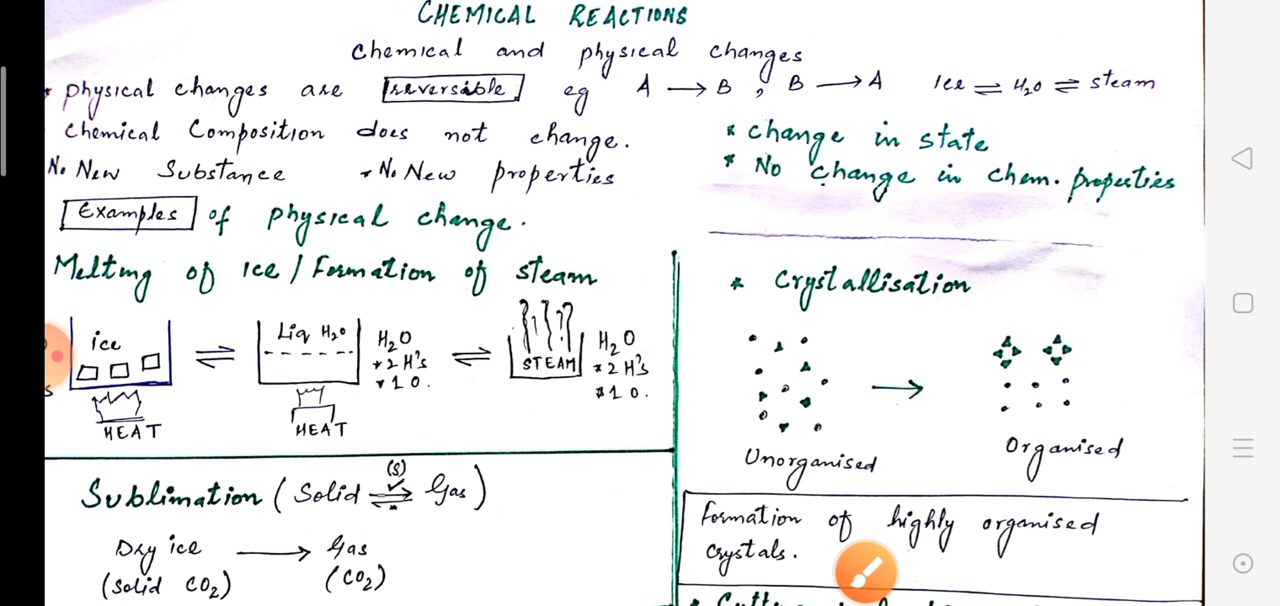 CHEMICAL REACTIONS
Chemical and physical changes
* physical changes are reversable eg A → B , B → A Ice ⇌ H2O ⇌ steam
Chemical Composition does not change.
* change in state
No New Substance * No New properties
* No change in chem. properties
Examples of physical change.
Melting of ice / Formation of steam
ice ⇌ Liq H2O H2O ⇌ STEAM H2O
* 2 H's * 2 H's
* 1 O. * 1 O.
HEAT HEAT
* Crystallisation
→
Unorganised Organised
Formation of highly organised
crystals.
Sublimation ( Solid ⇌ Gas )
(s)
Dry ice → Gas
(Solid CO2) (CO2)